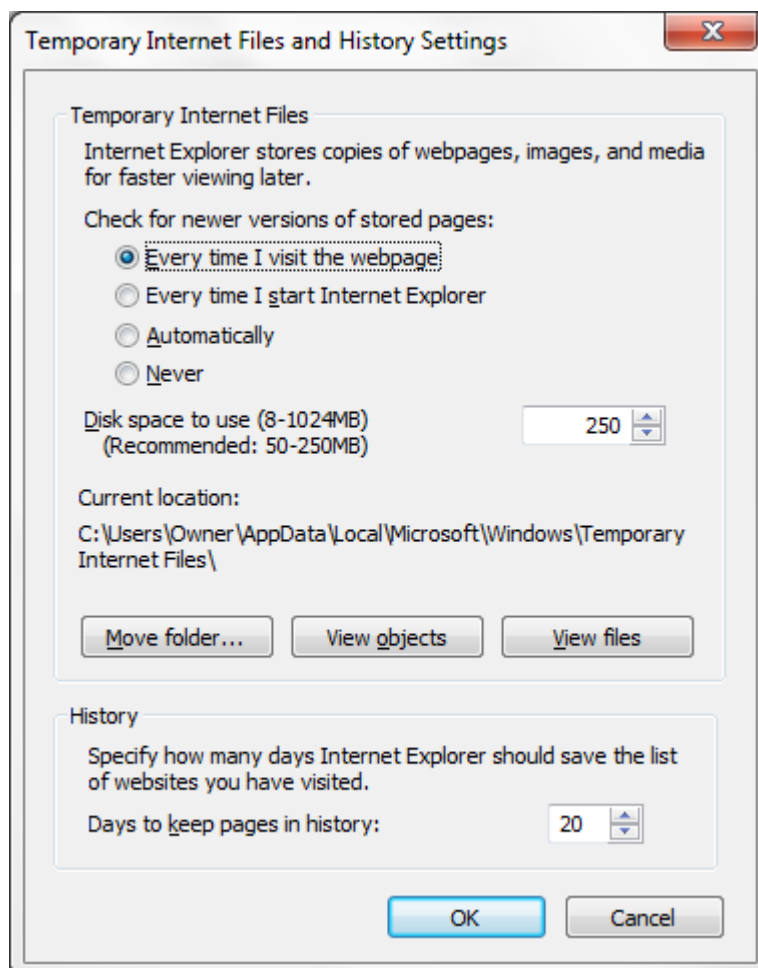 Temporary Internet Files and History Settings
Temporary Internet Files
Internet Explorer stores copies of webpages, images, and media
for faster viewing later.
Check for newer versions of stored pages:
Every time I visit the webpage
Every time I start Internet Explorer
Automatically
Never
Disk space to use (8-1024MB) 250
(Recommended: 50-250MB)
Current location:
C:\Users\Owner\AppData\Local\Microsoft\Windows\Temporary
Internet Files\
Move folder... View objects View files
History
Specify how many days Internet Explorer should save the list
of websites you have visited.
Days to keep pages in history: 20
OK Cancel